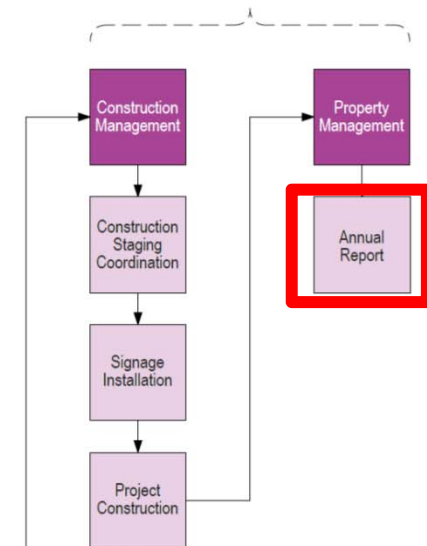 Construction
Management
Property
Management
Construction
Staging
Coordination
Annual
Report
Signage
Installation
Project
Construction